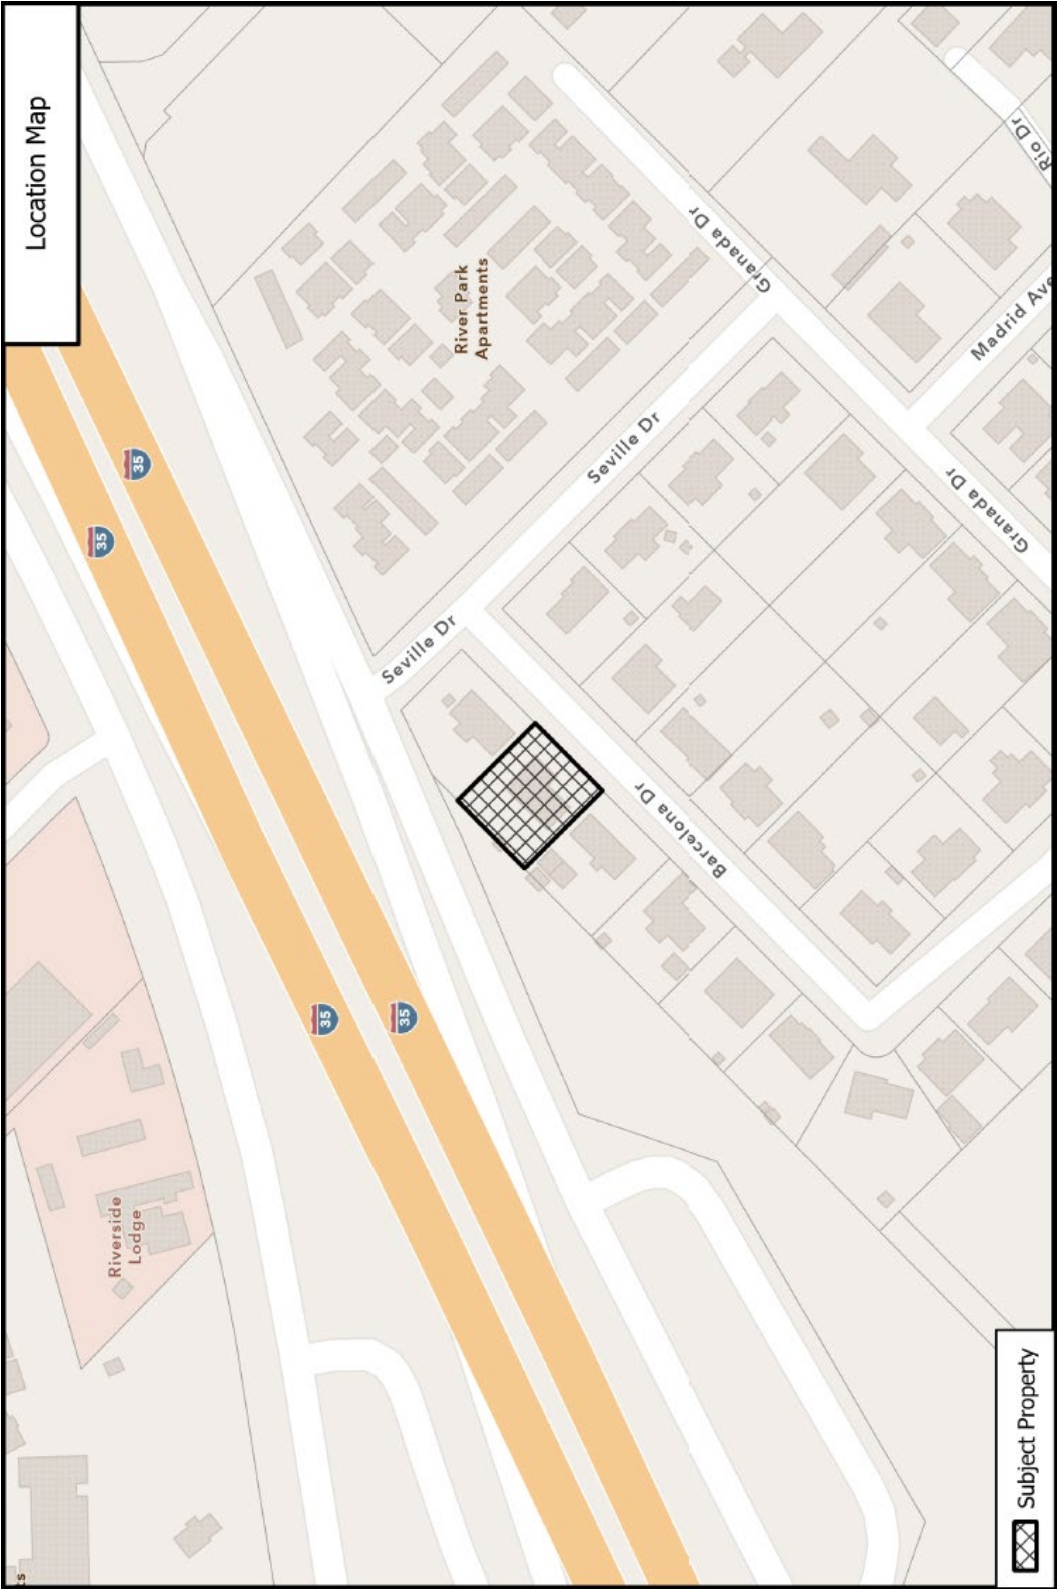 Location Map
35
35
River Park
Apartments
Granada Dr
Rio Dr
Madrid Ave
Seville Dr
Granada Dr
Seville Dr
Barcelona Dr
35
35
Riverside
Lodge
Subject Property
ts